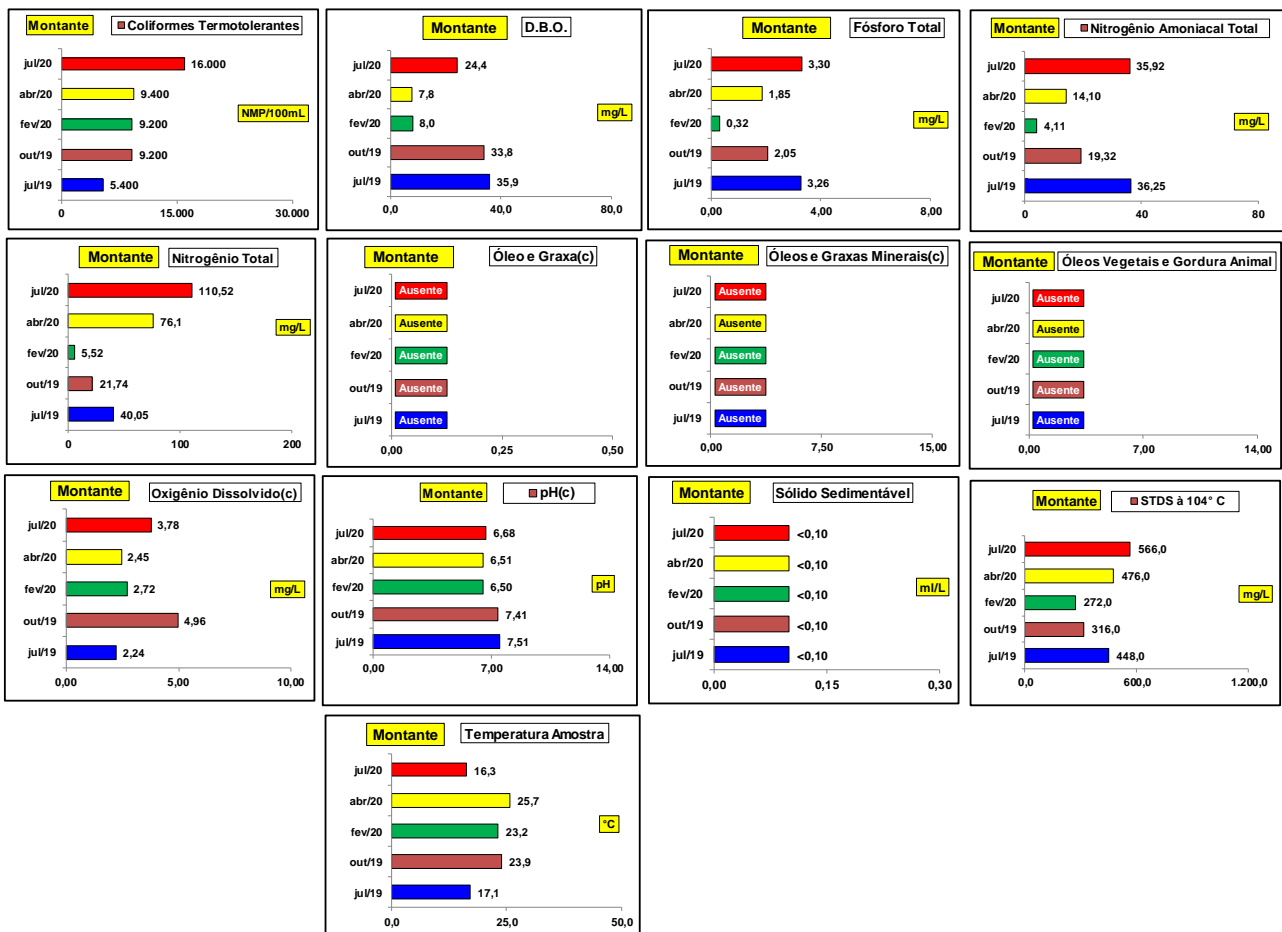 Montante Coliformes Termotolerantes
jul/20 16.000
abr/20 9.400
NMP/100mL
fev/20 9.200
out/19 9.200
jul/19 5.400
0 15.000 30.000
Montante D.B.O.
jul/20 24,4
abr/20 7,8
mg/L
fev/20 8,0
out/19 33,8
jul/19 35,9
0,0 40,0 80,0
Montante Fósforo Total
jul/20 3,30
abr/20 1,85
mg/L
fev/20 0,32
out/19 2,05
jul/19 3,26
0,00 4,00 8,00
Montante Nitrogênio Amoniacal Total
jul/20 35,92
abr/20 14,10
mg/L
fev/20 4,11
out/19 19,32
jul/19 36,25
0 40 80
Montante Nitrogênio Total
jul/20 110,52
abr/20 76,1
mg/L
fev/20 5,52
out/19 21,74
jul/19 40,05
0 100 200
Montante Óleo e Graxa(c)
jul/20 Ausente
abr/20 Ausente
fev/20 Ausente
out/19 Ausente
jul/19 Ausente
0,00 0,25 0,50
Montante Óleos e Graxas Minerais(c)
jul/20 Ausente
abr/20 Ausente
fev/20 Ausente
out/19 Ausente
jul/19 Ausente
0,00 7,50 15,00
Montante Óleos Vegetais e Gordura Animal
jul/20 Ausente
abr/20 Ausente
fev/20 Ausente
out/19 Ausente
jul/19 Ausente
0,00 7,00 14,00
Montante Oxigênio Dissolvido(c)
jul/20 3,78
abr/20 2,45
fev/20 2,72 mg/L
out/19 4,96
jul/19 2,24
0,00 5,00 10,00
Montante pH(c)
jul/20 6,68
abr/20 6,51
fev/20 6,50 pH
out/19 7,41
jul/19 7,51
0,00 7,00 14,00
Montante Sólido Sedimentável
jul/20 <0,10
abr/20 <0,10
fev/20 <0,10 ml/L
out/19 <0,10
jul/19 <0,10
0,00 0,15 0,30
Montante STDS à 104° C
jul/20 566,0
abr/20 476,0
mg/L
fev/20 272,0
out/19 316,0
jul/19 448,0
0,0 600,0 1.200,0
Montante Temperatura Amostra
jul/20 16,3
abr/20 25,7
°C
fev/20 23,2
out/19 23,9
jul/19 17,1
0,0 25,0 50,0